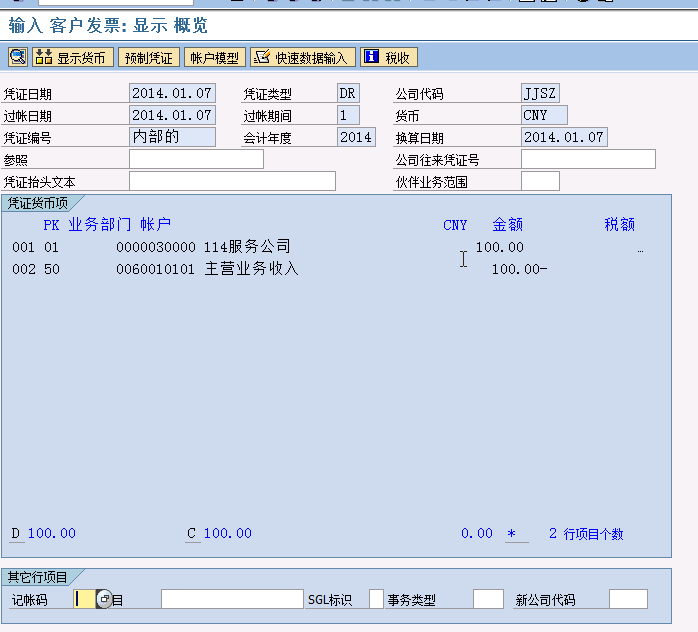 输入 客户发票: 显示 概览
显示货币 预制凭证 帐户模型 快速数据输入 税收
凭证日期 2014.01.07 凭证类型 DR 公司代码 JJSZ
过帐日期 2014.01.07 过帐期间 1 货币 CNY
凭证编号 内部的 会计年度 2014 换算日期 2014.01.07
参照 公司往来凭证号
凭证抬头文本 伙伴业务范围
凭证货币项
PK 业务部门 帐户 CNY 金额 税额
001 01 0000030000 114服务公司 100.00
002 50 0060010101 主营业务收入 100.00-
D 100.00 C 100.00 0.00 * 2 行项目个数
其它行项目
记帐码 目 SGL标识 事务类型 新公司代码